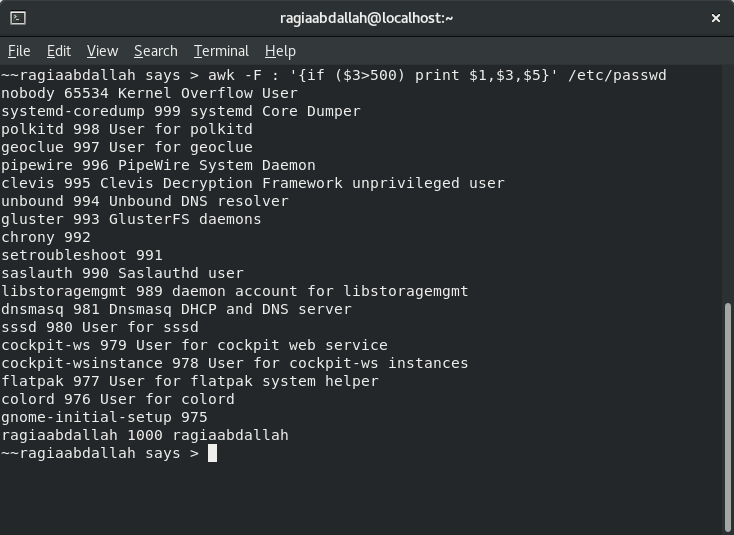 ragiaabdallah@localhost:~
File Edit View Search Terminal Help
~~ragiaabdallah says > awk -F : '{if ($3>500) print $1,$3,$5}' /etc/passwd
nobody 65534 Kernel Overflow User
systemd-coredump 999 systemd Core Dumper
polkitd 998 User for polkitd
geoclue 997 User for geoclue
pipewire 996 PipeWire System Daemon
clevis 995 Clevis Decryption Framework unprivileged user
unbound 994 Unbound DNS resolver
gluster 993 GlusterFS daemons
chrony 992
setroubleshoot 991
saslauth 990 Saslauthd user
libstoragemgmt 989 daemon account for libstoragemgmt
dnsmasq 981 Dnsmasq DHCP and DNS server
sssd 980 User for sssd
cockpit-ws 979 User for cockpit web service
cockpit-wsinstance 978 User for cockpit-ws instances
flatpak 977 User for flatpak system helper
colord 976 User for colord
gnome-initial-setup 975
ragiaabdallah 1000 ragiaabdallah
~~ragiaabdallah says >